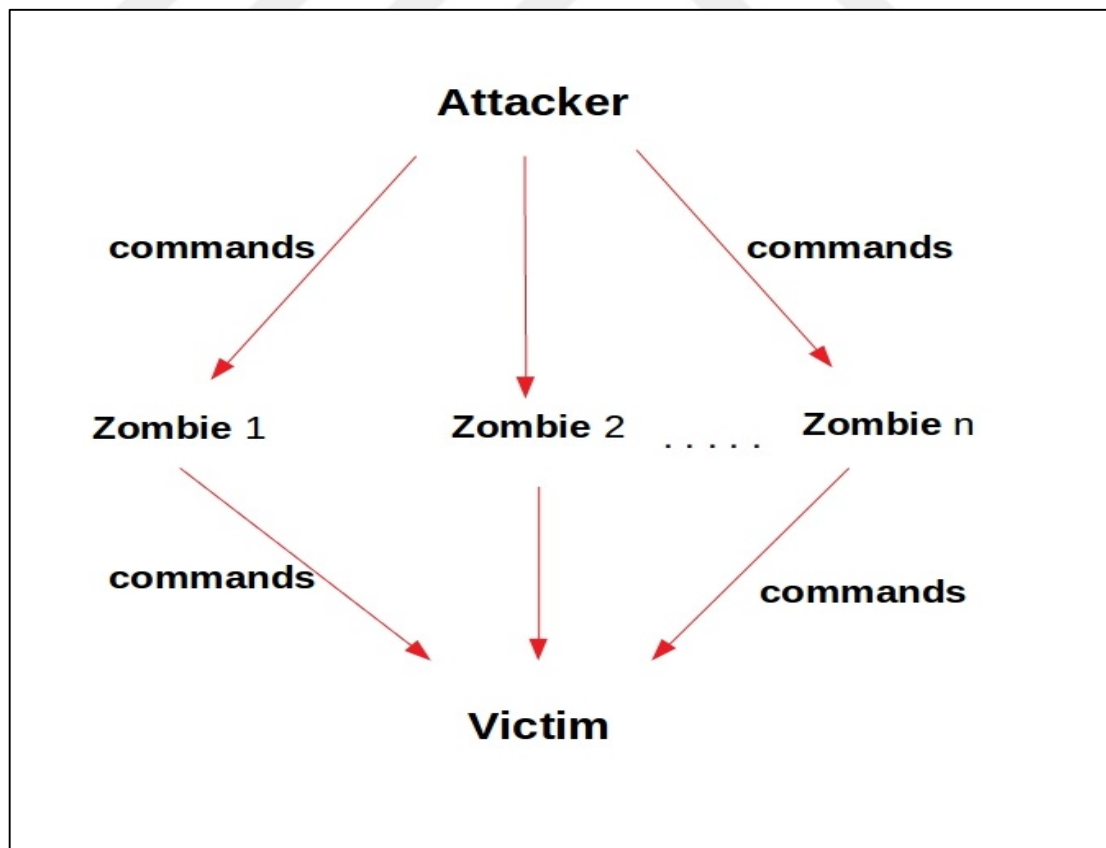 Attacker
commands commands
Zombie 1 Zombie 2 . . . . . Zombie n
commands commands
Victim